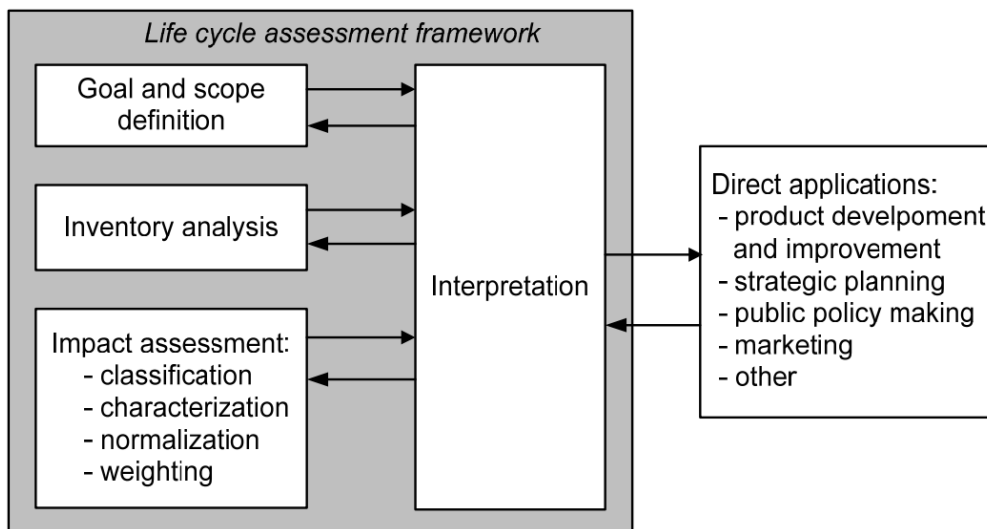 Life cycle assessment framework
Goal and scope
definition
Inventory analysis
Impact assessment:
- classification
- characterization
- normalization
- weighting
Interpretation
Direct applications:
- product develpoment
and improvement
- strategic planning
- public policy making
- marketing
- other